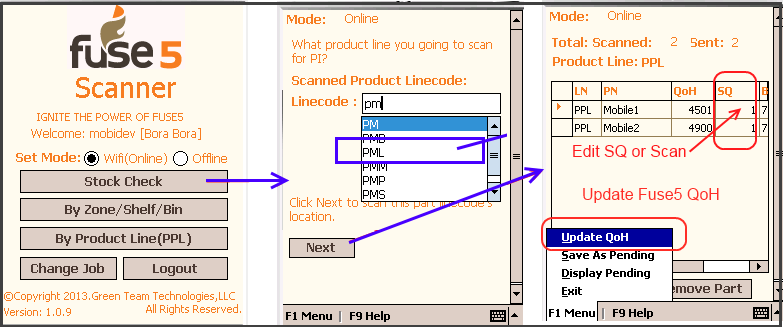 fuse 5
Scanner
IGNITE THE POWER OF FUSE5
Welcome: mobidev [Bora Bora]
Set Mode: Wifi(Online) Offline
Stock Check
By Zone/Shelf/Bin
By Product Line(PPL)
Change Job Logout
©Copyright 2013.Green Team Technologies,LLC
Version: 1.0.9 All Rights Reserved.
Mode: Online
What product line you going to scan
for PI?
Scanned Product Linecode:
Linecode : pm
PM
PMB
PML
PMM
PMP
PMS
Click Next to scan this part linecode's
location.
Next
F1 Menu F9 Help
Mode: Online
Total: Scanned: 2 Sent: 2
Product Line: PPL
LN PN QoH SQ B
PPL Mobile1 4501 1 7
PPL Mobile2 4900 1 7
Edit SQ or Scan
Update Fuse5 QoH
Update QoH
Save As Pending
Display Pending
Exit
emove Part
F1 Menu F9 Help